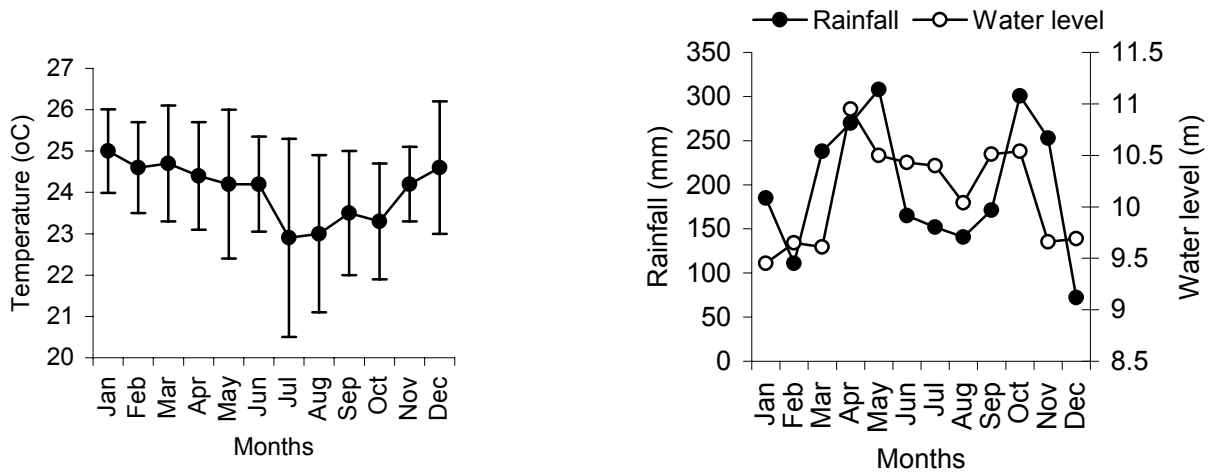 27
26
25
24
23
22
21
20
Temperature (oC)
Jan
Feb
Mar
Apr
May
Jun
Jul
Aug
Sep
Oct
Nov
Dec
Months
Rainfall
Water level
350
300
250
200
150
100
50
0
Rainfall (mm)
11.5
11
10.5
10
9.5
9
8.5
Water level (m)
Jan
Feb
Mar
Apr
May
Jun
Jul
Aug
Sep
Oct
Nov
Dec
Months